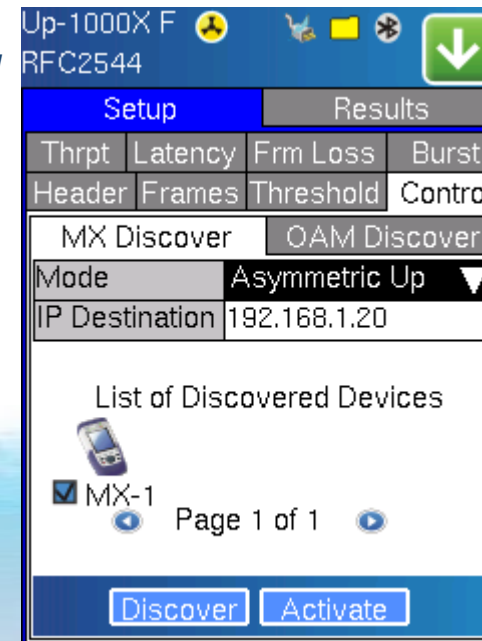 Up-1000X F
RFC2544
Setup Results
Thrpt Latency Frm Loss Burst
Header Frames Threshold Contro
MX Discover OAM Discover
Mode Asymmetric Up
IP Destination 192.168.1.20
List of Discovered Devices
MX-1
Page 1 of 1
Discover Activate